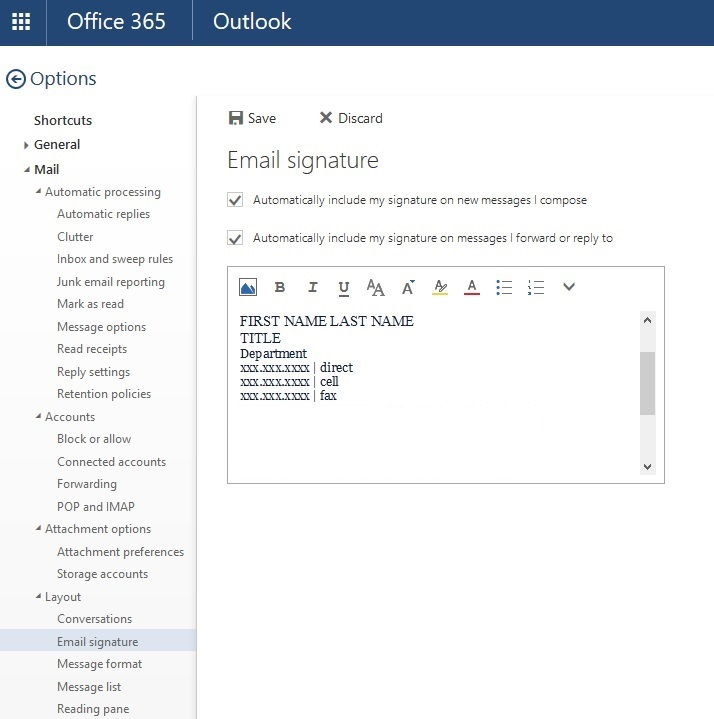 Office 365 Outlook
Options
Shortcuts
General
Mail
Automatic processing
Automatic replies
Clutter
Inbox and sweep rules
Junk email reporting
Mark as read
Message options
Read receipts
Reply settings
Retention policies
Accounts
Block or allow
Connected accounts
Forwarding
POP and IMAP
Attachment options
Attachment preferences
Storage accounts
Layout
Conversations
Email signature
Message format
Message list
Reading pane
Save Discard
Email signature
Automatically include my signature on new messages I compose
Automatically include my signature on messages I forward or reply to
B I U AA A A A
FIRST NAME LAST NAME
TITLE
Department
xxx.xxx.xxxx | direct
xxx.xxx.xxxx | cell
xxx.xxx.xxxx | fax